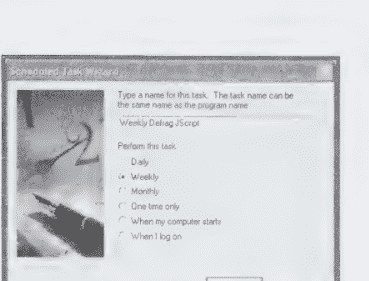 Scheduled Task Wizard
Type a name for this task. The task name can be
the same name as the program name
Weekly Defrag JScript
Perform this task
Daily
Weekly
Monthly
One time only
When my computer starts
When I log on